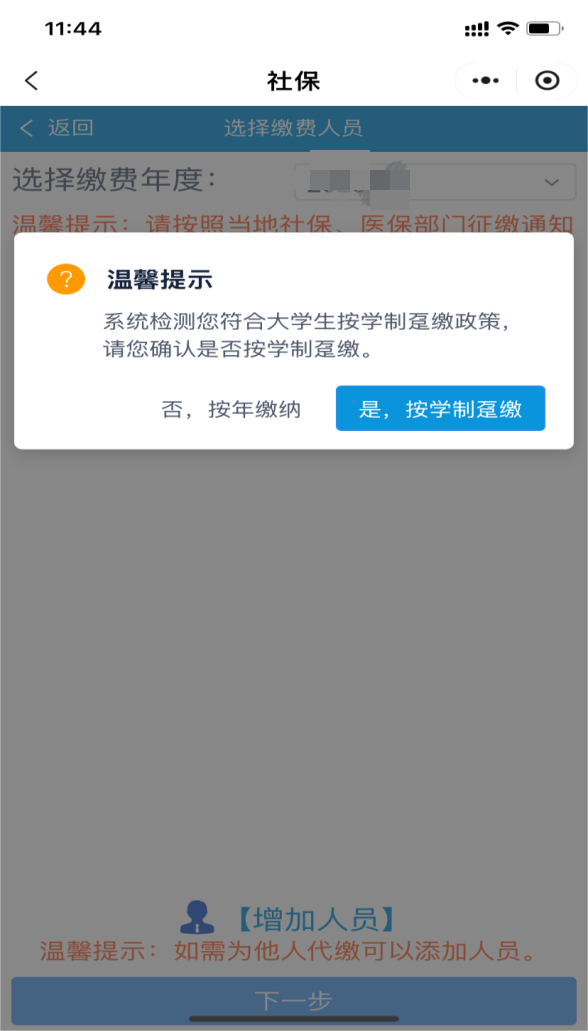 11:44
社保
返回
选择缴费人员
选择缴费年度：
温馨提示：请按照当地社保、医保部门征缴通知
?
温馨提示
系统检测您符合大学生按学制趸缴政策，
请您确认是否按学制趸缴。
否，按年缴纳
是，按学制趸缴
【增加人员】
温馨提示：如需为他人代缴可以添加人员。
下一步